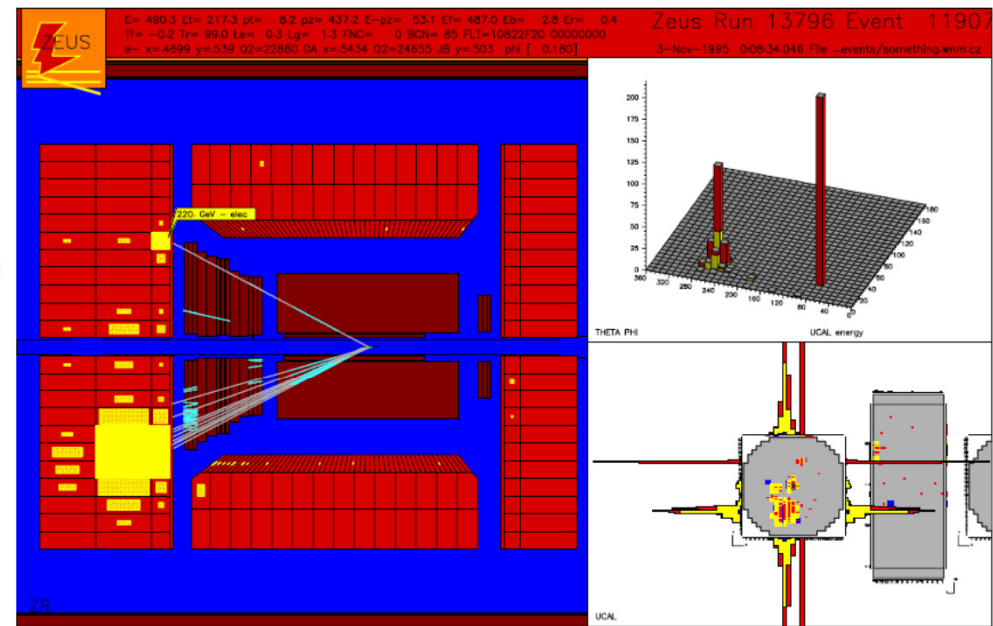 E= 490.3 Et= 217.3 pt= 8.2 pz= 437.2 E-pz= 53.1 Ef= 487.0 Eb= 2.8 Er= 0.4
Tf= -0.2 Tr= 99.0 Le= 0.3 Lg= 1.3 FNC= 0 BCN= 85 FLT=10822F20 00000000
e- x=.4699 y=.539 Q2=22860 DA x=.5434 Q2=24655 JB y=.503 phi [ 0.180]
Zeus Run 13796 Event 11907
3-Nov-1995 0:08:34.046 File ..events/something.wnm.cz
ZEUS
220. GeV - elec
ZR
200
175
150
125
100
75
50
25
0
360 320 280 240 200 160 120 80 40 0
180
160
140
120
100
80
60
40
20
0
THETA PHI
UCAL energy
UCAL